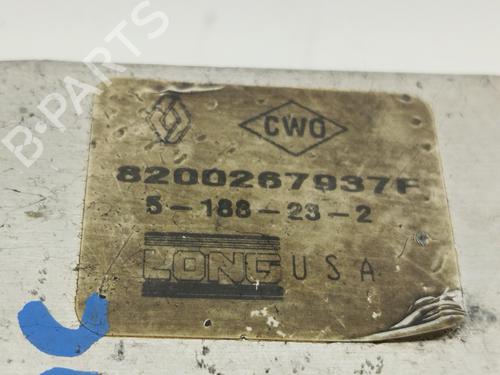 B-PARTS
CWO
8200267937F
5-188-23-2
LONG USA